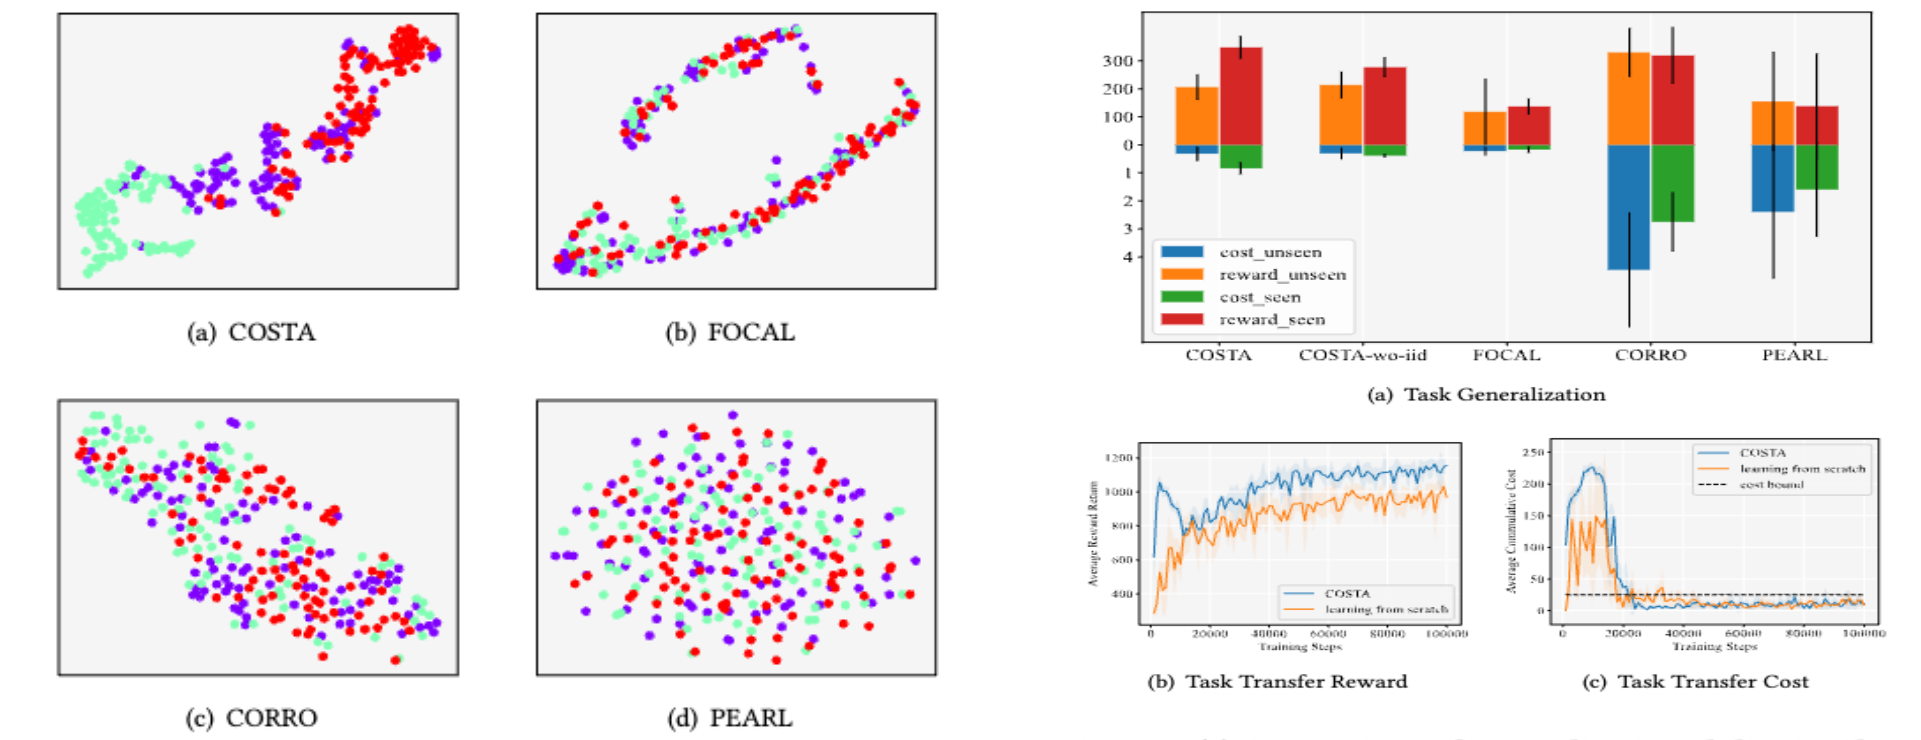 (a) COSTA
(b) FOCAL
(c) CORRO
(d) PEARL
300
200
100
0
1
2
3
4
cost_unseen
reward_unseen
cost_seen
reward_seen
COSTA
COSTA-wo-iid
FOCAL
CORRO
PEARL
(a) Task Generalization
Average Reward Return
1200
1000
800
600
400
COSTA
learning from scratch
0
20000
40000
60000
80000
100000
Training Steps
(b) Task Transfer Reward
Average Cummulative Cost
250
200
150
100
50
0
COSTA
learning from scratch
cost bound
0
20000
40000
60000
80000
100000
Training Steps
(c) Task Transfer Cost